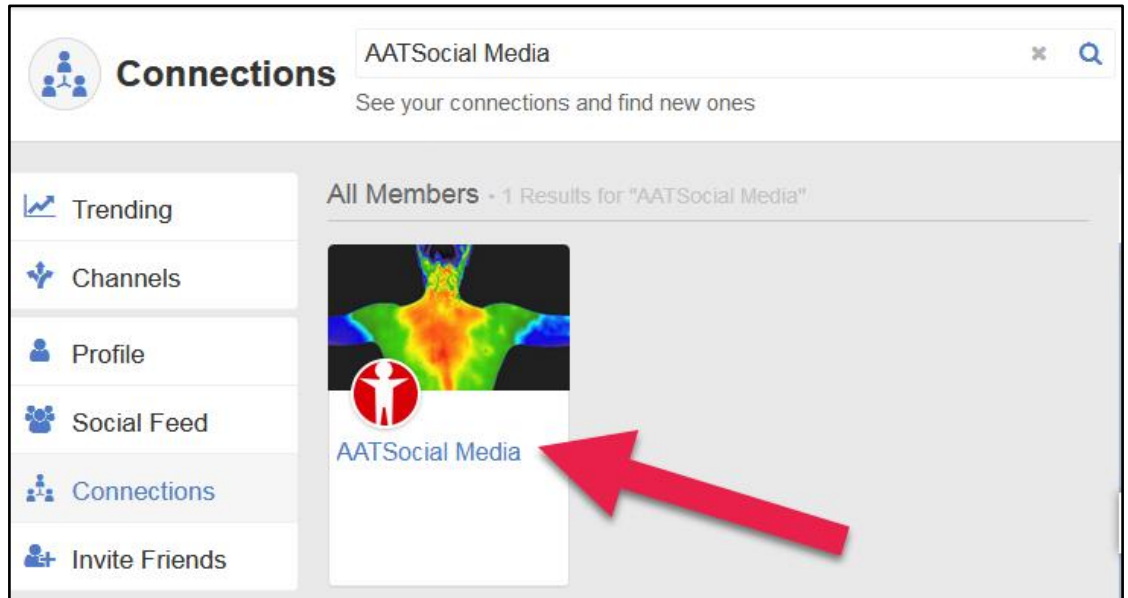 Connections
AATSocial Media
See your connections and find new ones
Trending
Channels
Profile
Social Feed
Connections
Invite Friends
All Members · 1 Results for "AATSocial Media"
AATSocial Media